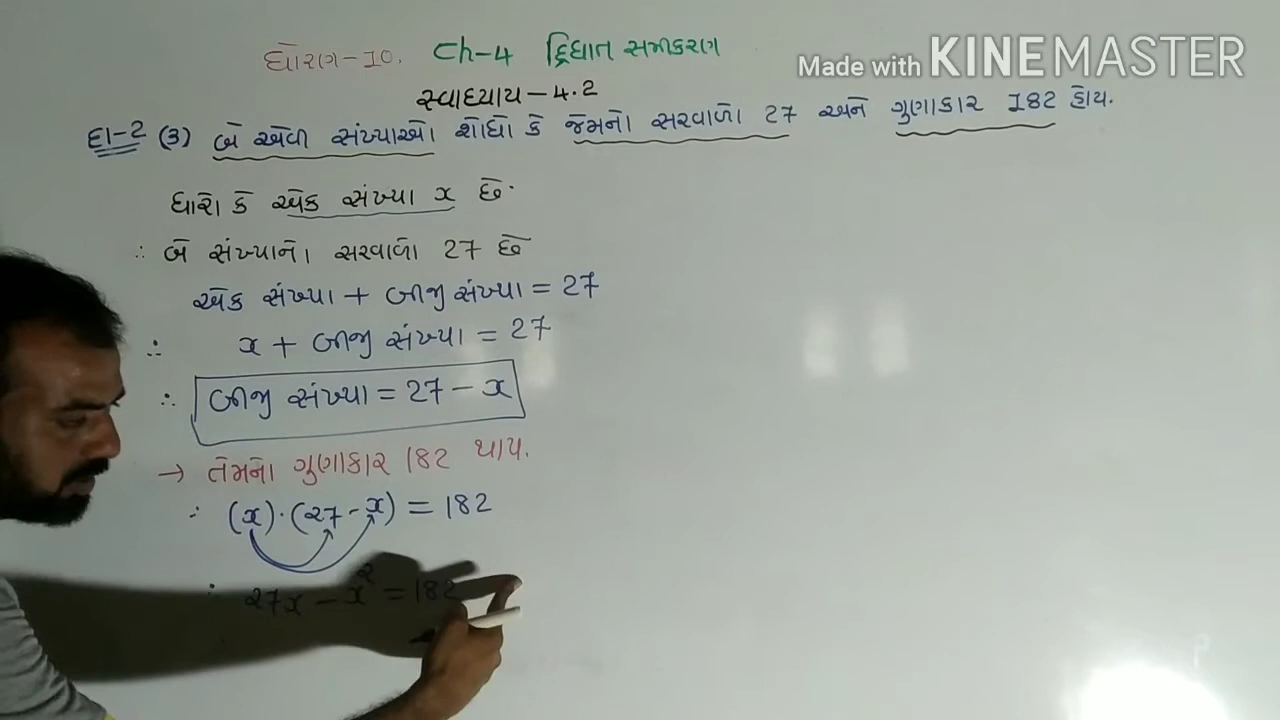 ધોરણ-10. Ch-4 દ્વિઘાત સમીકરણ
Made with KINEMASTER
સ્વાધ્યાય - 4.2
દા-2 (3) બે એવી સંખ્યાઓ શોધો કે જેમનો સરવાળો 27 અને ગુણાકાર 182 હોય.
ધારો કે એક સંખ્યા x છે.
∴ બે સંખ્યાનો સરવાળો 27 છે
એક સંખ્યા + બીજી સંખ્યા = 27
∴ x + બીજી સંખ્યા = 27
∴ બીજી સંખ્યા = 27 - x
→ તેમનો ગુણાકાર 182 થાય.
∴ (x)·(27 - x) = 182
∴ 27x - x² = 182